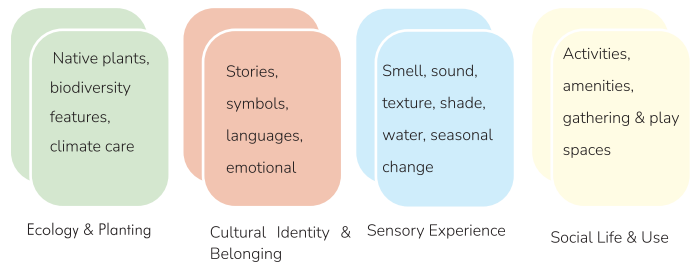 Native plants,
biodiversity
features,
climate care
Ecology & Planting
Stories,
symbols,
languages,
emotional
Cultural Identity &
Belonging
Smell, sound,
texture, shade,
water, seasonal
change
Sensory Experience
Activities,
amenities,
gathering & play
spaces
Social Life & Use